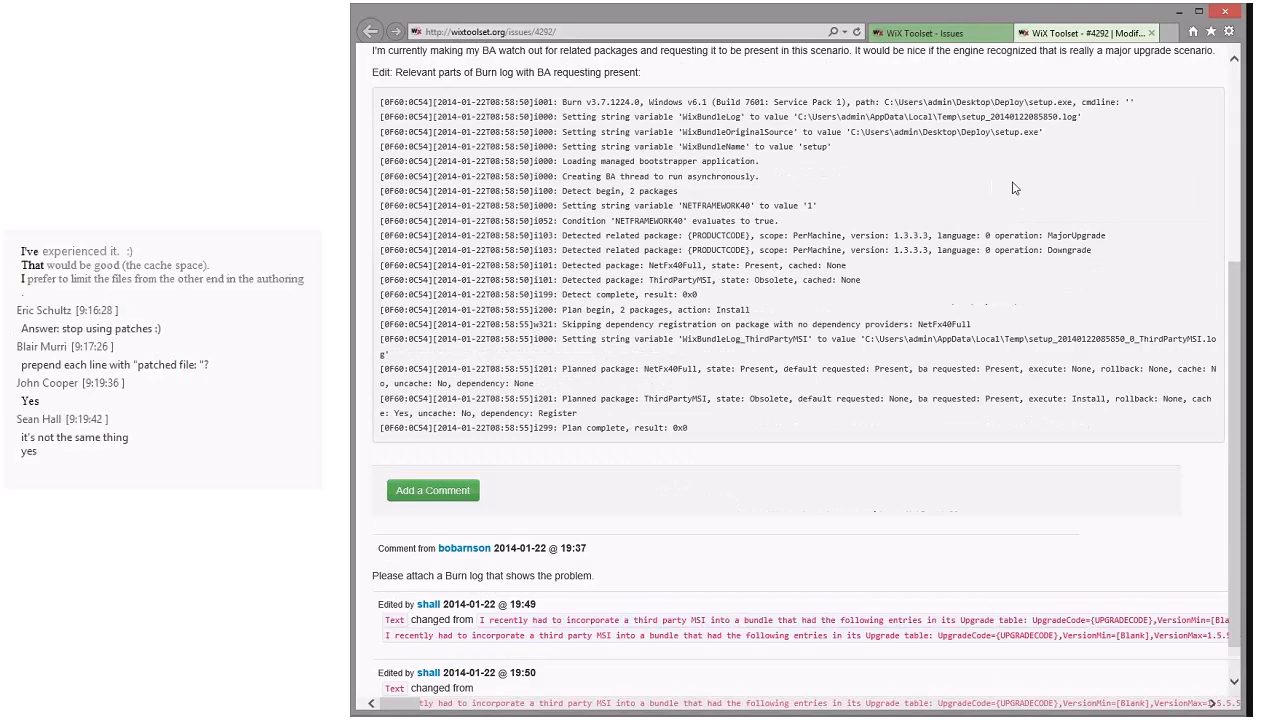 I've experienced it.  :)
That would be good (the cache space).
I prefer to limit the files from the other end in the authoring
.
Eric Schultz [9:16:28 ]
Answer: stop using patches :)
Blair Murri [9:17:26 ]
prepend each line with "patched file: "?
John Cooper [9:19:36 ]
Yes
Sean Hall [9:19:42 ]
it's not the same thing
yes
http://wixtoolset.org/issues/4292/
WiX Toolset - Issues
WiX Toolset - #4292 | Modif...
I'm currently making my BA watch out for related packages and requesting it to be present in this scenario. It would be nice if the engine recognized that is really a major upgrade scenario.
Edit: Relevant parts of Burn log with BA requesting present:
[0F60:0C54][2014-01-22T08:58:50]i001: Burn v3.7.1224.0, Windows v6.1 (Build 7601: Service Pack 1), path: C:\Users\admin\Desktop\Deploy\setup.exe, cmdline: ''
[0F60:0C54][2014-01-22T08:58:50]i000: Setting string variable 'WixBundleLog' to value 'C:\Users\admin\AppData\Local\Temp\setup_20140122085850.log'
[0F60:0C54][2014-01-22T08:58:50]i000: Setting string variable 'WixBundleOriginalSource' to value 'C:\Users\admin\Desktop\Deploy\setup.exe'
[0F60:0C54][2014-01-22T08:58:50]i000: Setting string variable 'WixBundleName' to value 'setup'
[0F60:0C54][2014-01-22T08:58:50]i000: Loading managed bootstrapper application.
[0F60:0C54][2014-01-22T08:58:50]i000: Creating BA thread to run asynchronously.
[0F60:0C54][2014-01-22T08:58:50]i100: Detect begin, 2 packages
[0F60:0C54][2014-01-22T08:58:50]i000: Setting string variable 'NETFRAMEWORK40' to value '1'
[0F60:0C54][2014-01-22T08:58:50]i052: Condition 'NETFRAMEWORK40' evaluates to true.
[0F60:0C54][2014-01-22T08:58:50]i103: Detected related package: {PRODUCTCODE}, scope: PerMachine, version: 1.3.3.3, language: 0 operation: MajorUpgrade
[0F60:0C54][2014-01-22T08:58:50]i103: Detected related package: {PRODUCTCODE}, scope: PerMachine, version: 1.3.3.3, language: 0 operation: Downgrade
[0F60:0C54][2014-01-22T08:58:50]i101: Detected package: NetFx40Full, state: Present, cached: None
[0F60:0C54][2014-01-22T08:58:50]i101: Detected package: ThirdPartyMSI, state: Obsolete, cached: None
[0F60:0C54][2014-01-22T08:58:50]i199: Detect complete, result: 0x0
[0F60:0C54][2014-01-22T08:58:55]i200: Plan begin, 2 packages, action: Install
[0F60:0C54][2014-01-22T08:58:55]w321: Skipping dependency registration on package with no dependency providers: NetFx40Full
[0F60:0C54][2014-01-22T08:58:55]i000: Setting string variable 'WixBundleLog_ThirdPartyMSI' to value 'C:\Users\admin\AppData\Local\Temp\setup_20140122085850_0_ThirdPartyMSI.lo
g'
[0F60:0C54][2014-01-22T08:58:55]i201: Planned package: NetFx40Full, state: Present, default requested: Present, ba requested: Present, execute: None, rollback: None, cache: N
o, uncache: No, dependency: None
[0F60:0C54][2014-01-22T08:58:55]i201: Planned package: ThirdPartyMSI, state: Obsolete, default requested: None, ba requested: Present, execute: Install, rollback: None, cach
e: Yes, uncache: No, dependency: Register
[0F60:0C54][2014-01-22T08:58:55]i299: Plan complete, result: 0x0
Add a Comment
Comment from bobarnson 2014-01-22 @ 19:37
Please attach a Burn log that shows the problem.
Edited by shall 2014-01-22 @ 19:49
Text changed from I recently had to incorporate a third party MSI into a bundle that had the following entries in its Upgrade table: UpgradeCode={UPGRADECODE},VersionMin=[Bla
I recently had to incorporate a third party MSI into a bundle that had the following entries in its Upgrade table: UpgradeCode={UPGRADECODE},VersionMin=[Blank],VersionMax=1.5.5
Edited by shall 2014-01-22 @ 19:50
Text changed from
tly had to incorporate a third party MSI into a bundle that had the following entries in its Upgrade table: UpgradeCode={UPGRADECODE},VersionMin=[Blank],VersionMax=1.5.5.5